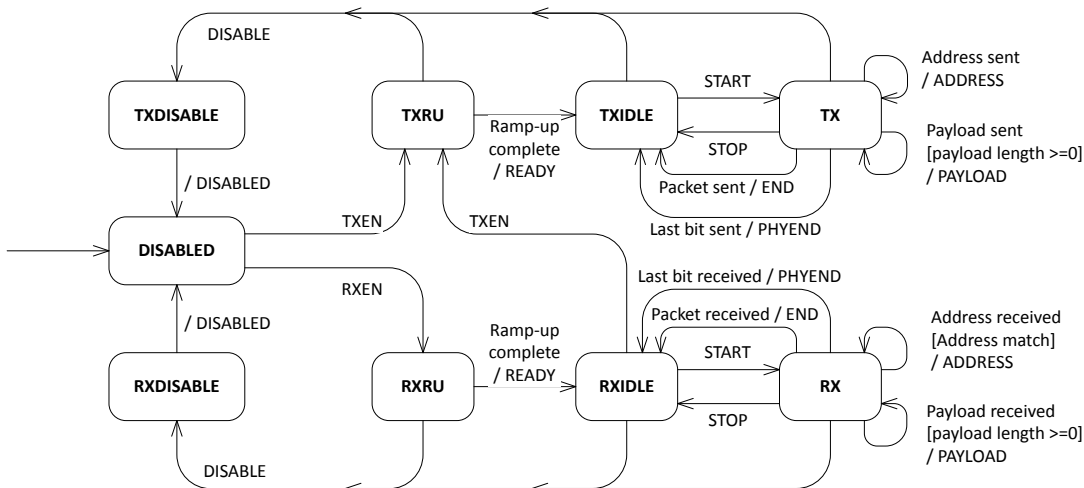 DISABLE
TXDISABLE
TXRU
Ramp-up
complete
/ READY
TXIDLE
START
STOP
Packet sent / END
Last bit sent / PHYEND
TX
Address sent
/ ADDRESS
Payload sent
[payload length >=0]
/ PAYLOAD
/ DISABLED
DISABLED
TXEN
TXEN
RXEN
/ DISABLED
RXDISABLE
RXRU
Ramp-up
complete
/ READY
RXIDLE
Last bit received / PHYEND
Packet received / END
START
STOP
RX
Address received
[Address match]
/ ADDRESS
Payload received
[payload length >=0]
/ PAYLOAD
DISABLE